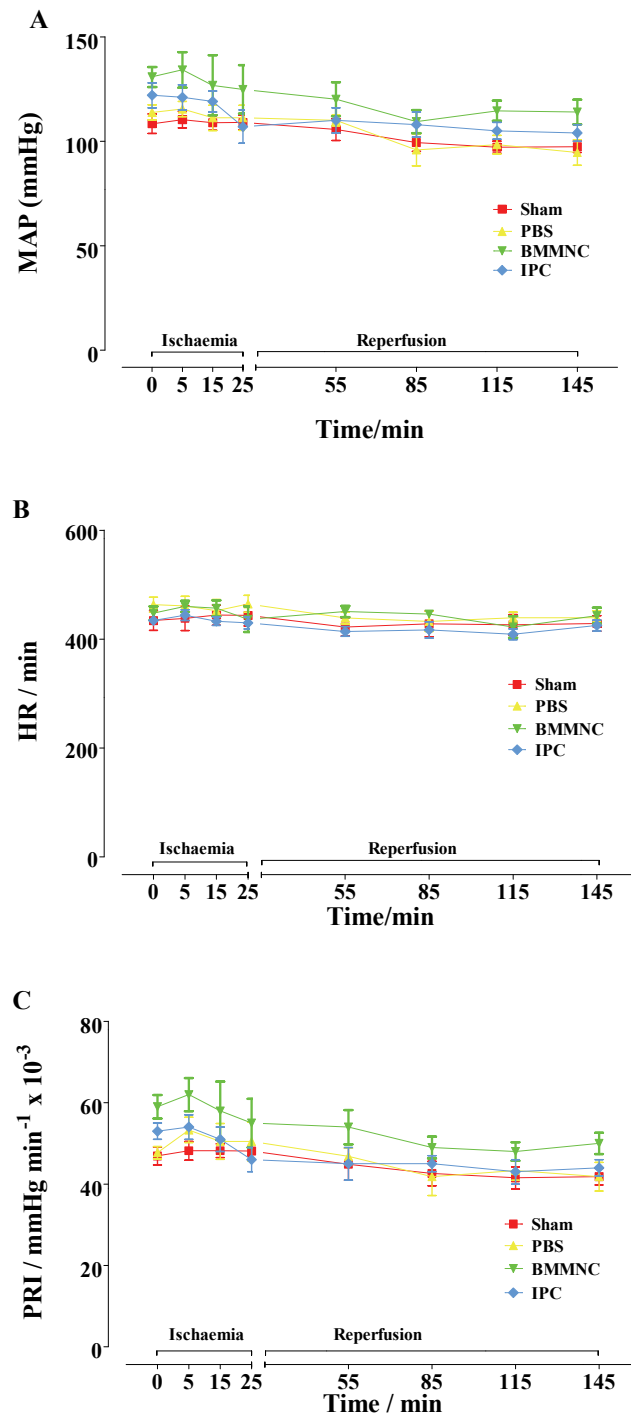 A
MAP (mmHg)
150
100
50
0
Sham
PBS
BMMNC
IPC
Ischaemia
Reperfusion
0 5 15 25 55 85 115 145
Time/min
B
HR / min
600
400
200
0
Sham
PBS
BMMNC
IPC
Ischaemia
Reperfusion
0 5 15 25 55 85 115 145
Time/min
C
PRI / mmHg min⁻¹ x 10⁻³
80
60
40
20
0
Sham
PBS
BMMNC
IPC
Ischaemia
Reperfusion
0 5 15 25 55 85 115 145
Time / min